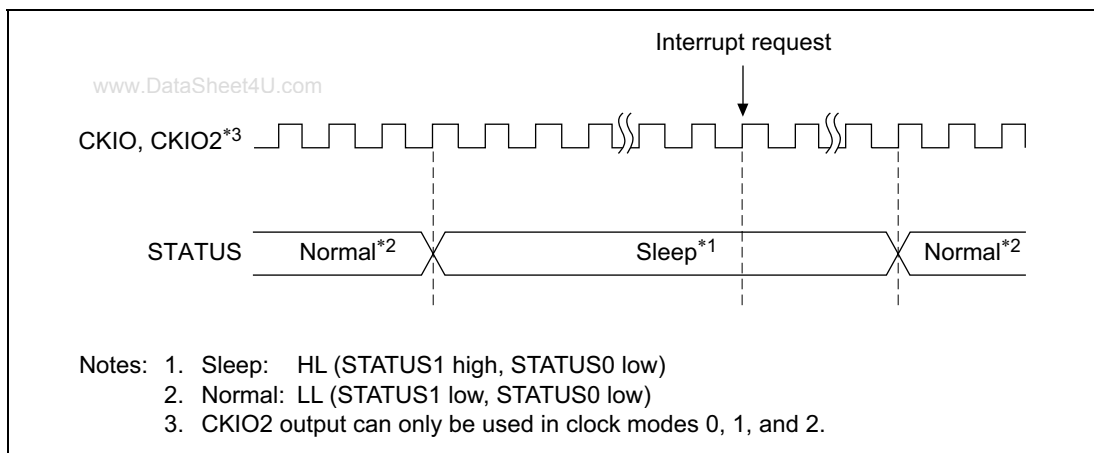 Interrupt request
www.DataSheet4U.com
CKIO, CKIO2*3
STATUS Normal*2 Sleep*1 Normal*2
Notes: 1. Sleep: HL (STATUS1 high, STATUS0 low)
2. Normal: LL (STATUS1 low, STATUS0 low)
3. CKIO2 output can only be used in clock modes 0, 1, and 2.